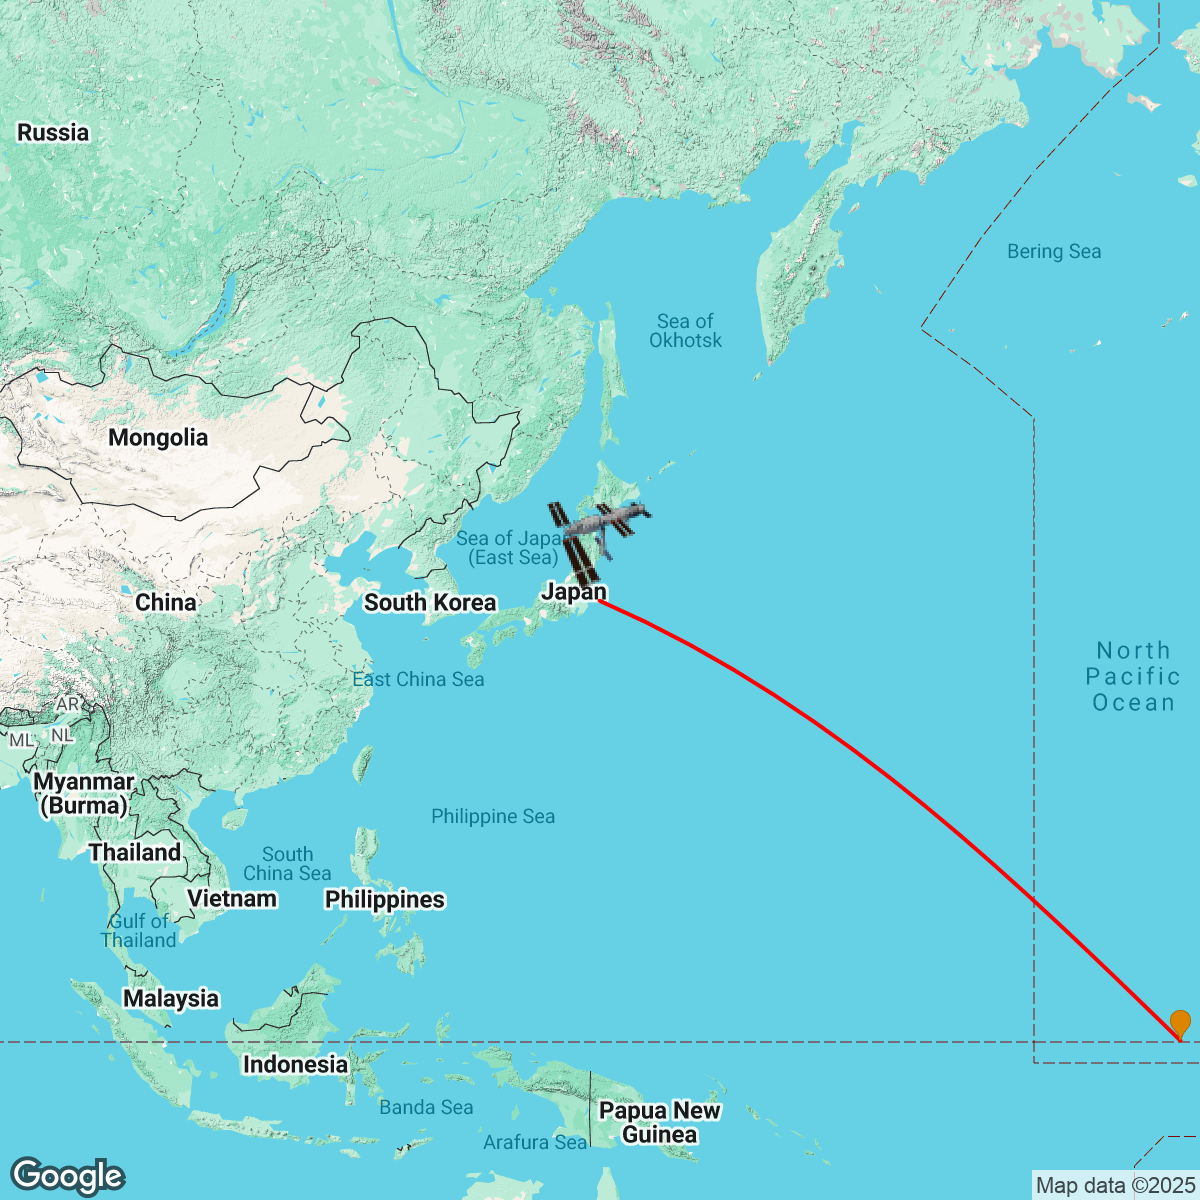 Russia
Bering Sea
Sea of
Okhotsk
Mongolia
Sea of Japa
(East Sea)
Japan
China
South Korea
North
Pacific
Ocean
East China Sea
AR
NL
ML
Myanmar
(Burma)
Philippine Sea
Thailand
South
China Sea
Vietnam
Philippines
Gulf of
Thailand
Malaysia
Indonesia
Banda Sea
Papua New
Guinea
Arafura Sea
Google
Map data ©2025